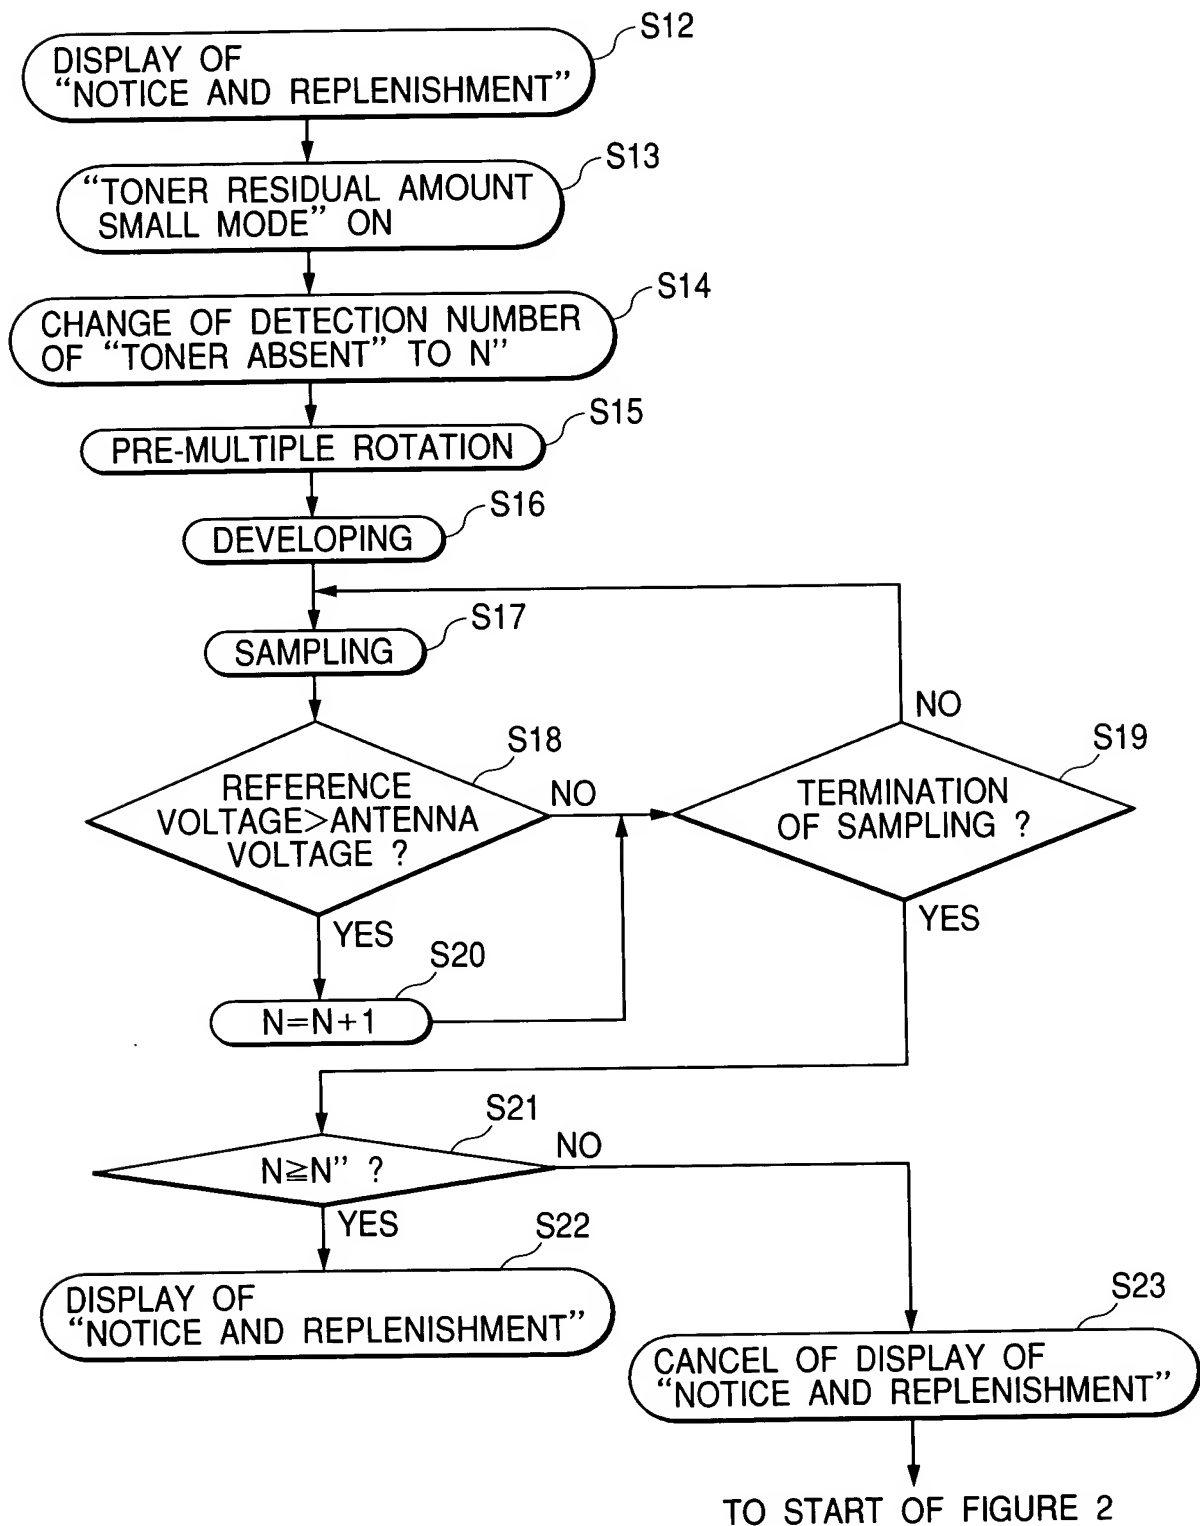 S12
DISPLAY OF
“NOTICE AND REPLENISHMENT”
S13
“TONER RESIDUAL AMOUNT
SMALL MODE” ON
S14
CHANGE OF DETECTION NUMBER
OF “TONER ABSENT” TO N”
S15
PRE-MULTIPLE ROTATION
S16
DEVELOPING
S17
SAMPLING
S18
REFERENCE
VOLTAGE>ANTENNA
VOLTAGE ?
NO
YES
NO
S19
TERMINATION
OF SAMPLING ?
YES
S20
N=N+1
S21
N≧N” ?
NO
YES
S22
DISPLAY OF
“NOTICE AND REPLENISHMENT”
S23
CANCEL OF DISPLAY OF
“NOTICE AND REPLENISHMENT”
TO START OF FIGURE 2